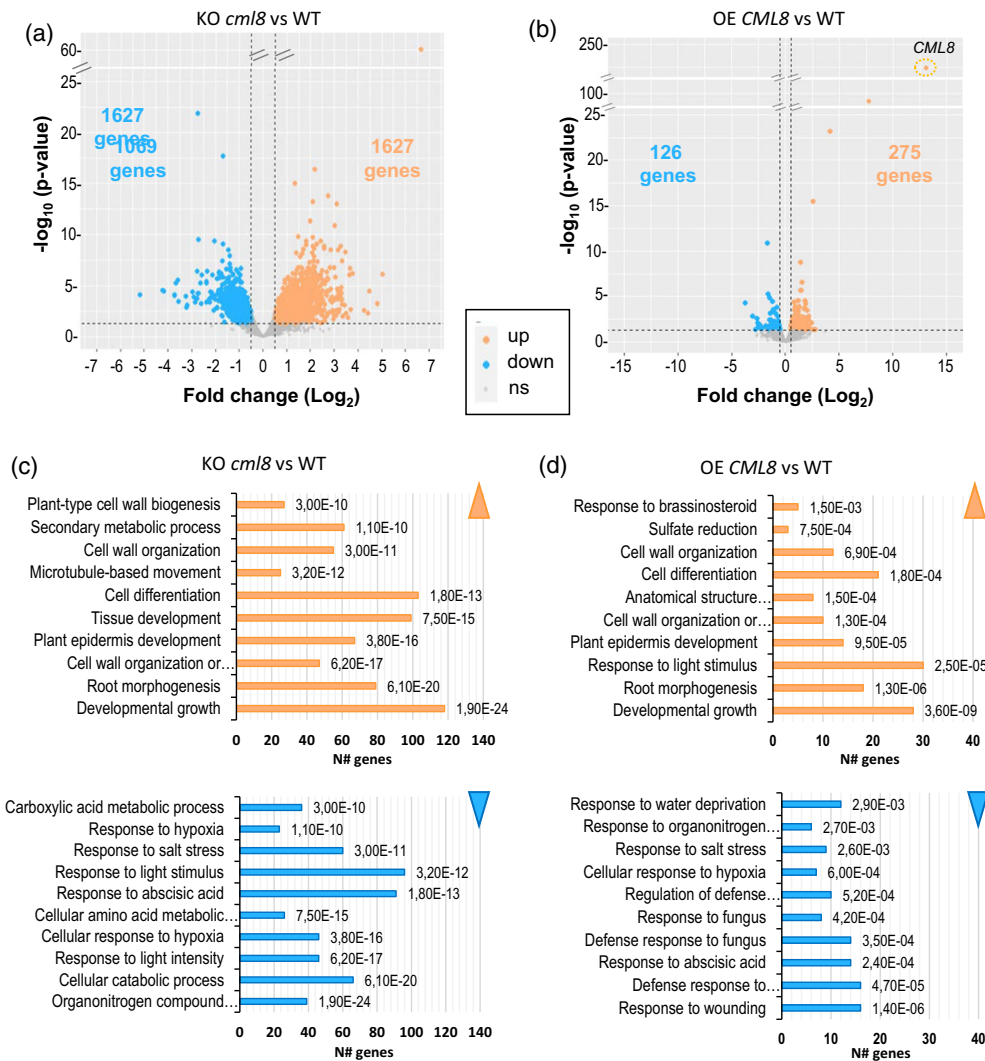 KO cml8 vs WT
(a)
-log10 (p-value)
60
25
20
15
10
5
0
1627
genes
1069
genes
1627
genes
-7 -6 -5 -4 -3 -2 -1 0 1 2 3 4 5 6 7
Fold change (Log2)
up
down
ns
OE CML8 vs WT
(b)
-log10 (p-value)
250
100
25
20
15
10
5
0
CML8
126
genes
275
genes
-15 -10 -5 0 5 10 15
Fold change (Log2)
(c)
KO cml8 vs WT
Plant-type cell wall biogenesis 3,00E-10
Secondary metabolic process 1,10E-10
Cell wall organization 3,00E-11
Microtubule-based movement 3,20E-12
Cell differentiation 1,80E-13
Tissue development 7,50E-15
Plant epidermis development 3,80E-16
Cell wall organization or... 6,20E-17
Root morphogenesis 6,10E-20
Developmental growth 1,90E-24
0 20 40 60 80 100 120 140
N# genes
Carboxylic acid metabolic process 3,00E-10
Response to hypoxia 1,10E-10
Response to salt stress 3,00E-11
Response to light stimulus 3,20E-12
Response to abscisic acid 1,80E-13
Cellular amino acid metabolic... 7,50E-15
Cellular response to hypoxia 3,80E-16
Response to light intensity 6,20E-17
Cellular catabolic process 6,10E-20
Organonitrogen compound... 1,90E-24
0 20 40 60 80 100 120 140
N# genes
(d)
OE CML8 vs WT
Response to brassinosteroid 1,50E-03
Sulfate reduction 7,50E-04
Cell wall organization 6,90E-04
Cell differentiation 1,80E-04
Anatomical structure... 1,50E-04
Cell wall organization or... 1,30E-04
Plant epidermis development 9,50E-05
Response to light stimulus 2,50E-05
Root morphogenesis 1,30E-06
Developmental growth 3,60E-09
0 10 20 30 40
N# genes
Response to water deprivation 2,90E-03
Response to organonitrogen... 2,70E-03
Response to salt stress 2,60E-03
Cellular response to hypoxia 6,00E-04
Regulation of defense... 5,20E-04
Response to fungus 4,20E-04
Defense response to fungus 3,50E-04
Response to abscisic acid 2,40E-04
Defense response to... 4,70E-05
Response to wounding 1,40E-06
0 10 20 30 40
N# genes